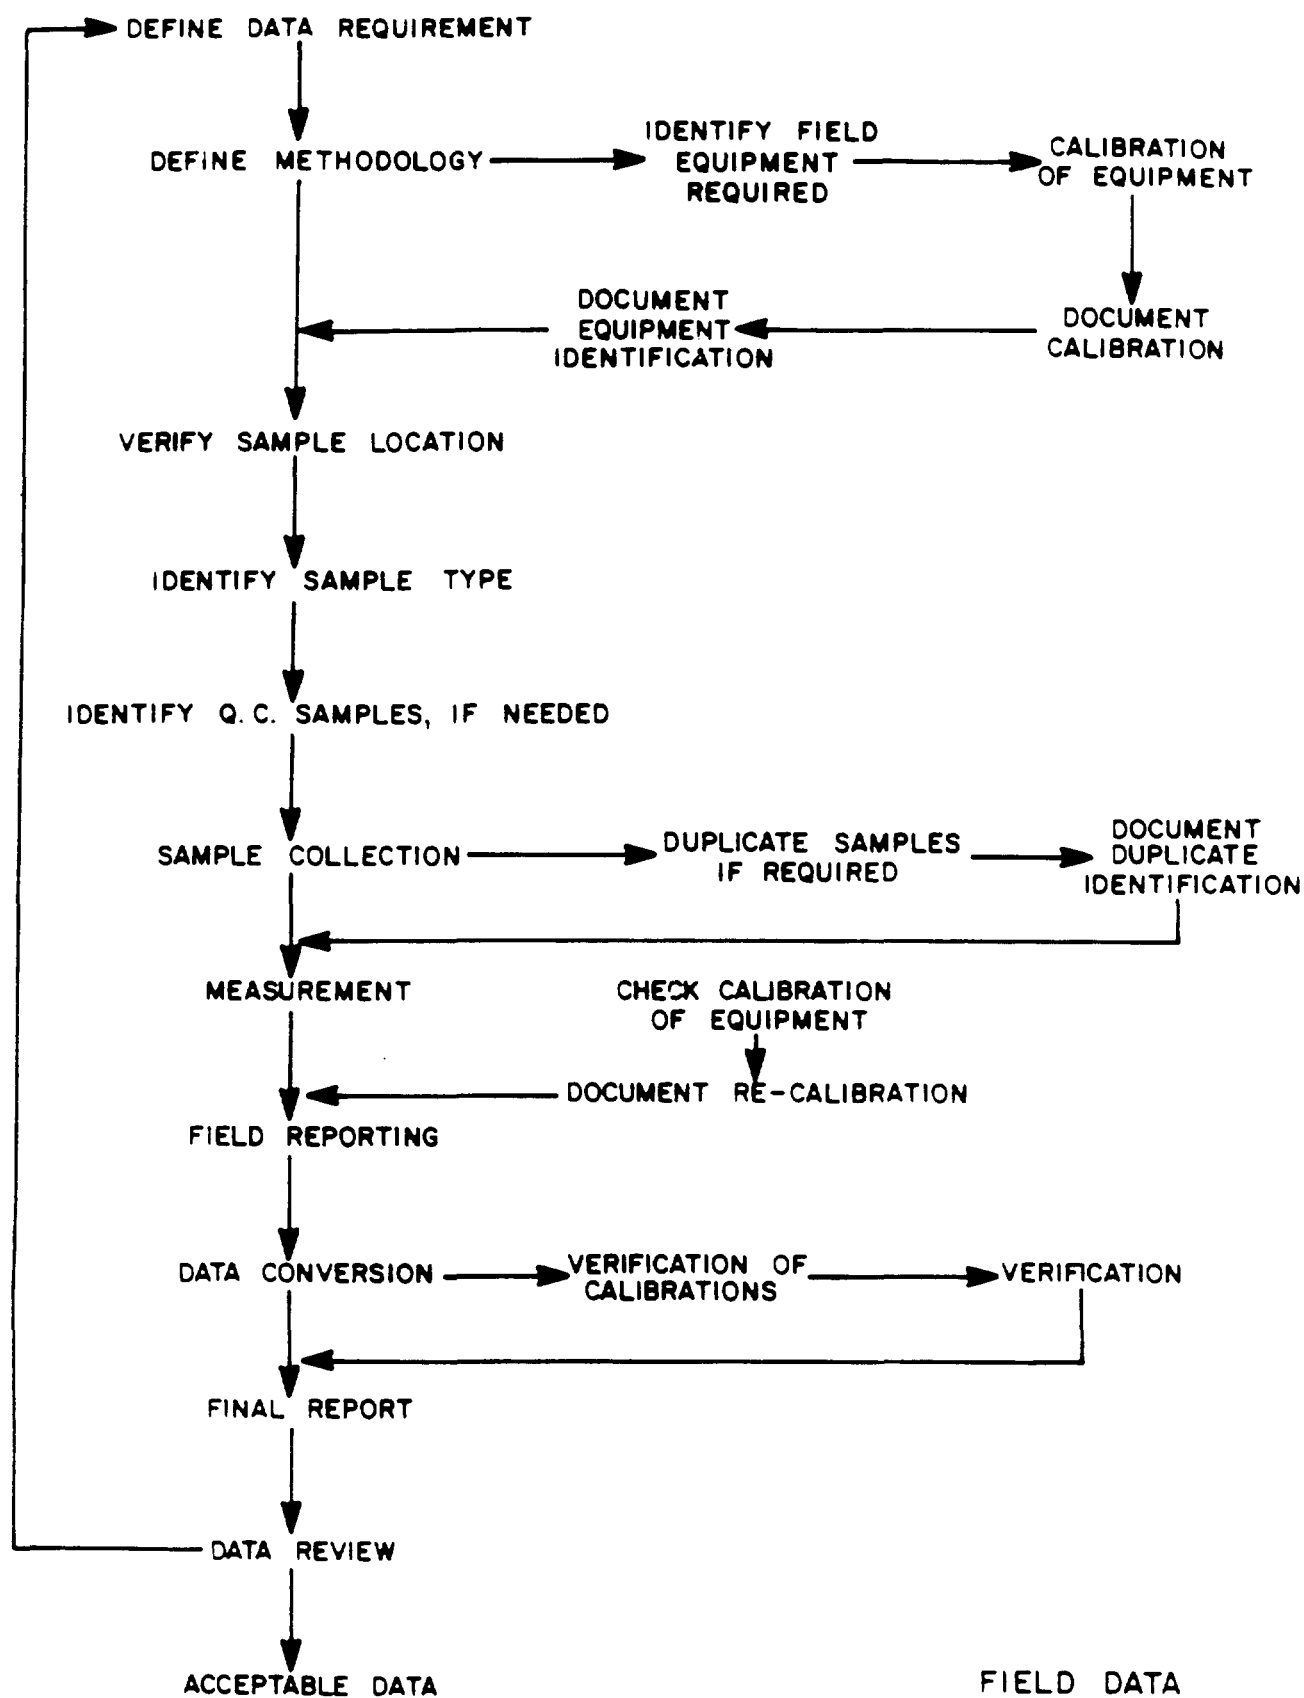 DEFINE DATA REQUIREMENT
DEFINE METHODOLOGY
IDENTIFY FIELD
EQUIPMENT
REQUIRED
CALIBRATION
OF EQUIPMENT
DOCUMENT
CALIBRATION
DOCUMENT
EQUIPMENT
IDENTIFICATION
VERIFY SAMPLE LOCATION
IDENTIFY SAMPLE TYPE
IDENTIFY Q.C. SAMPLES, IF NEEDED
SAMPLE COLLECTION
DUPLICATE SAMPLES
IF REQUIRED
DOCUMENT
DUPLICATE
IDENTIFICATION
MEASUREMENT
CHECK CALIBRATION
OF EQUIPMENT
DOCUMENT RE-CALIBRATION
FIELD REPORTING
DATA CONVERSION
VERIFICATION OF
CALIBRATIONS
VERIFICATION
FINAL REPORT
DATA REVIEW
ACCEPTABLE DATA
FIELD DATA